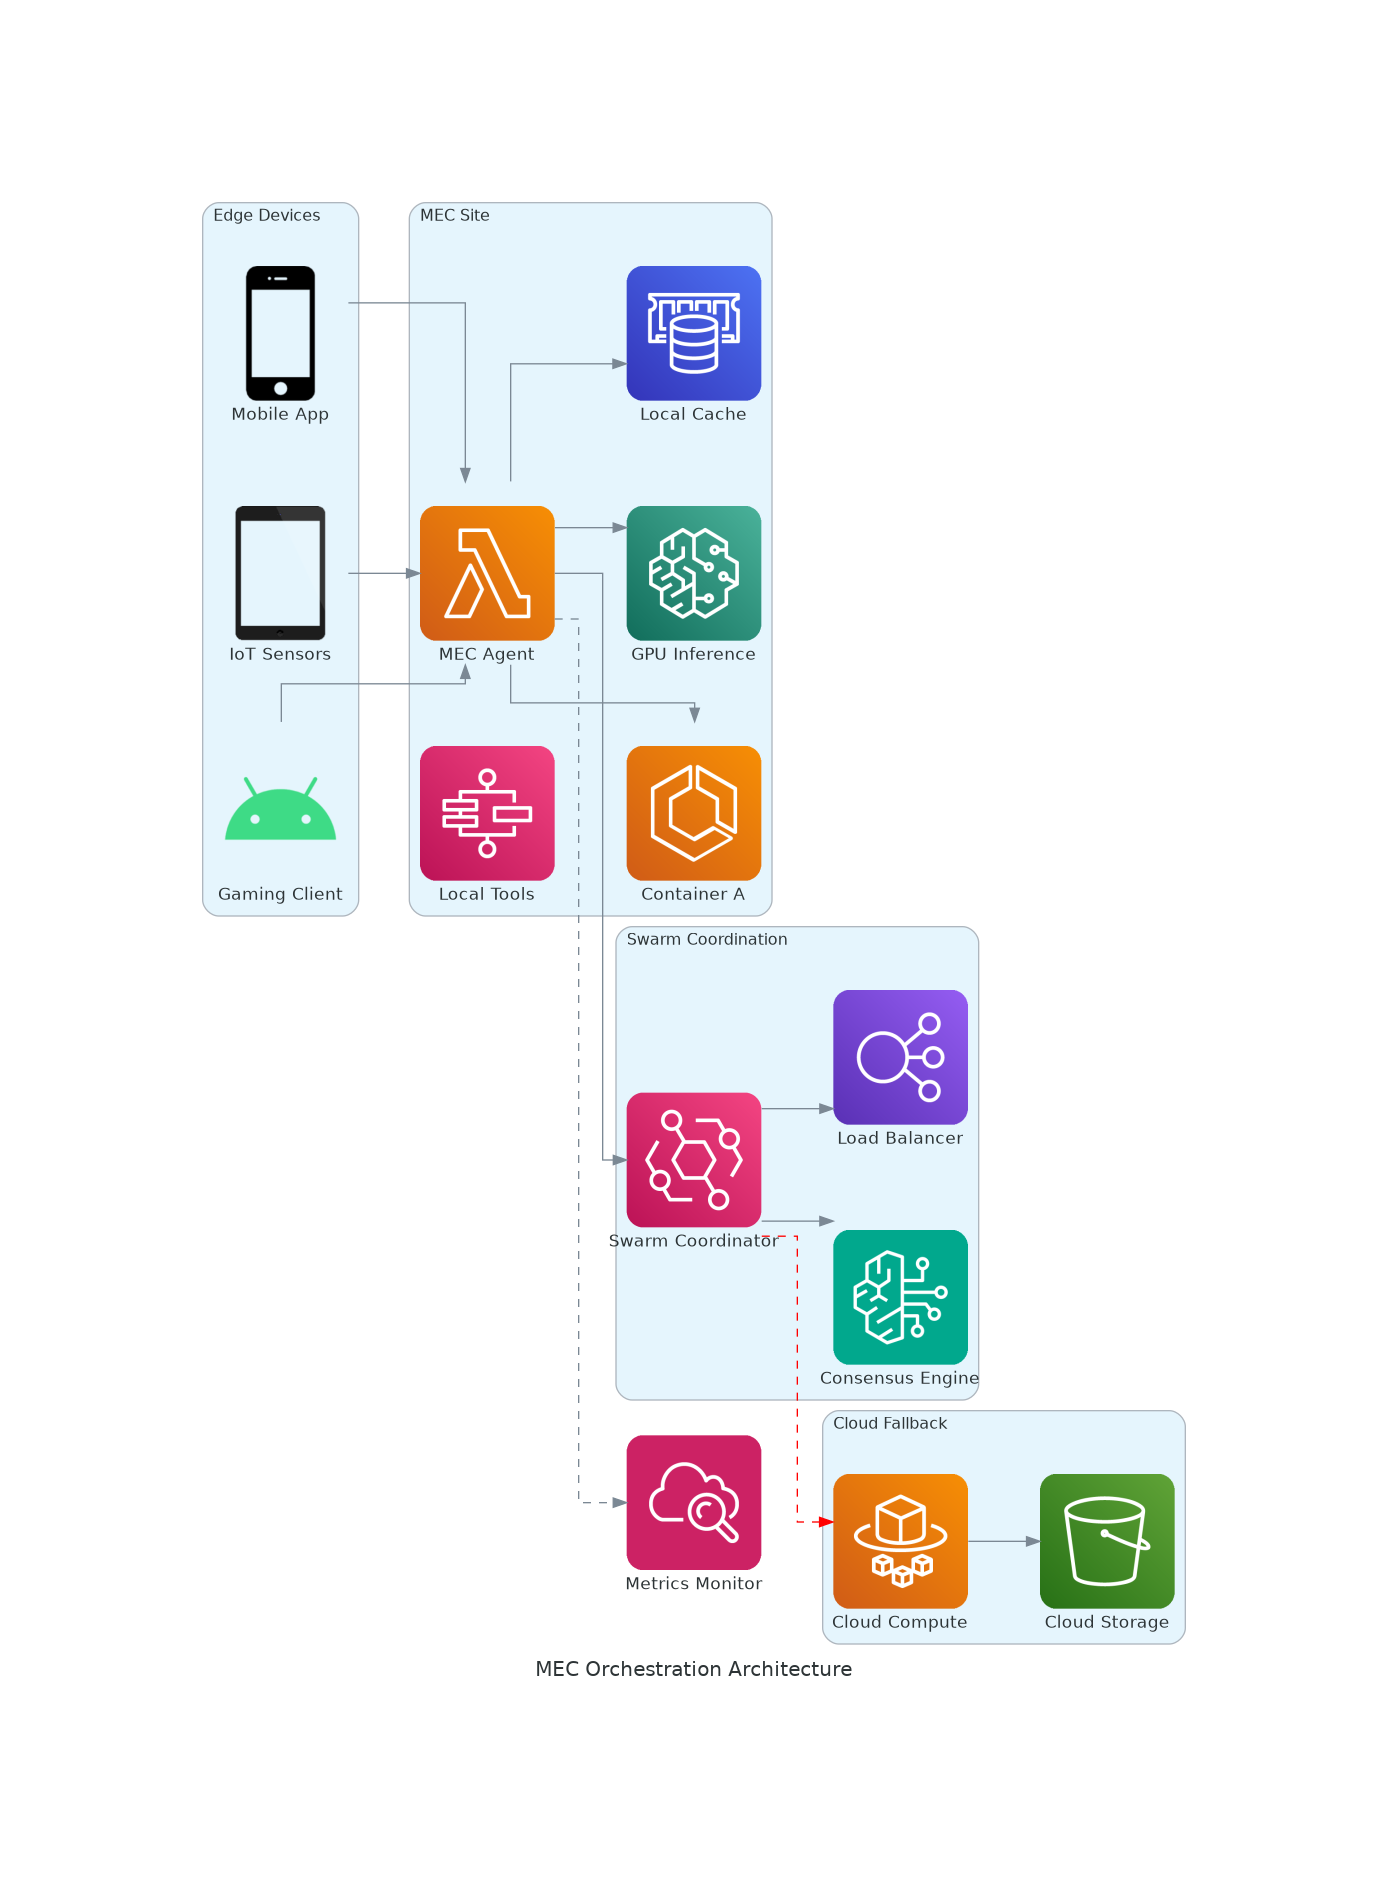 Edge Devices
MEC Site
Mobile App
Local Cache
IoT Sensors
MEC Agent
GPU Inference
Gaming Client
Local Tools
Container A
Swarm Coordination
Load Balancer
Swarm Coordinator
Consensus Engine
Cloud Fallback
Metrics Monitor
Cloud Compute
Cloud Storage
MEC Orchestration Architecture